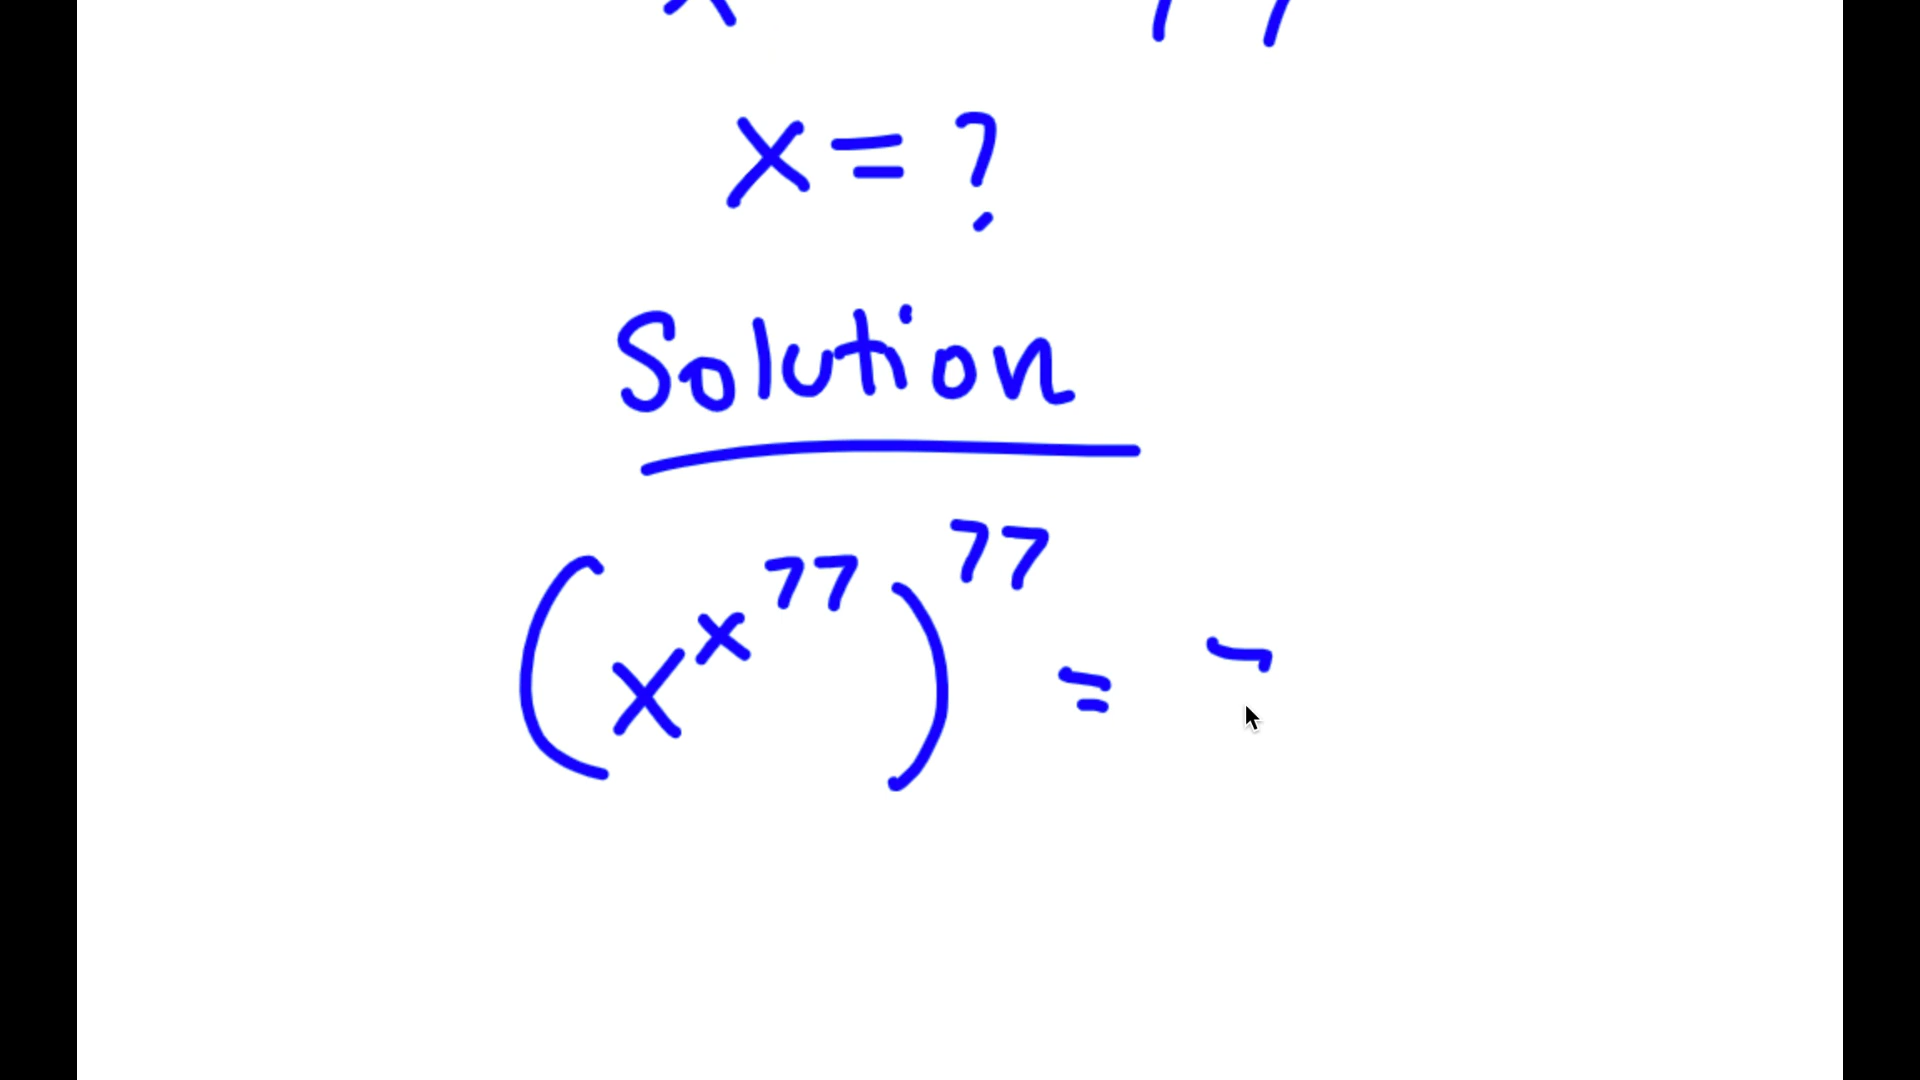 x = ?
Solution
(x^x^77)^77 =